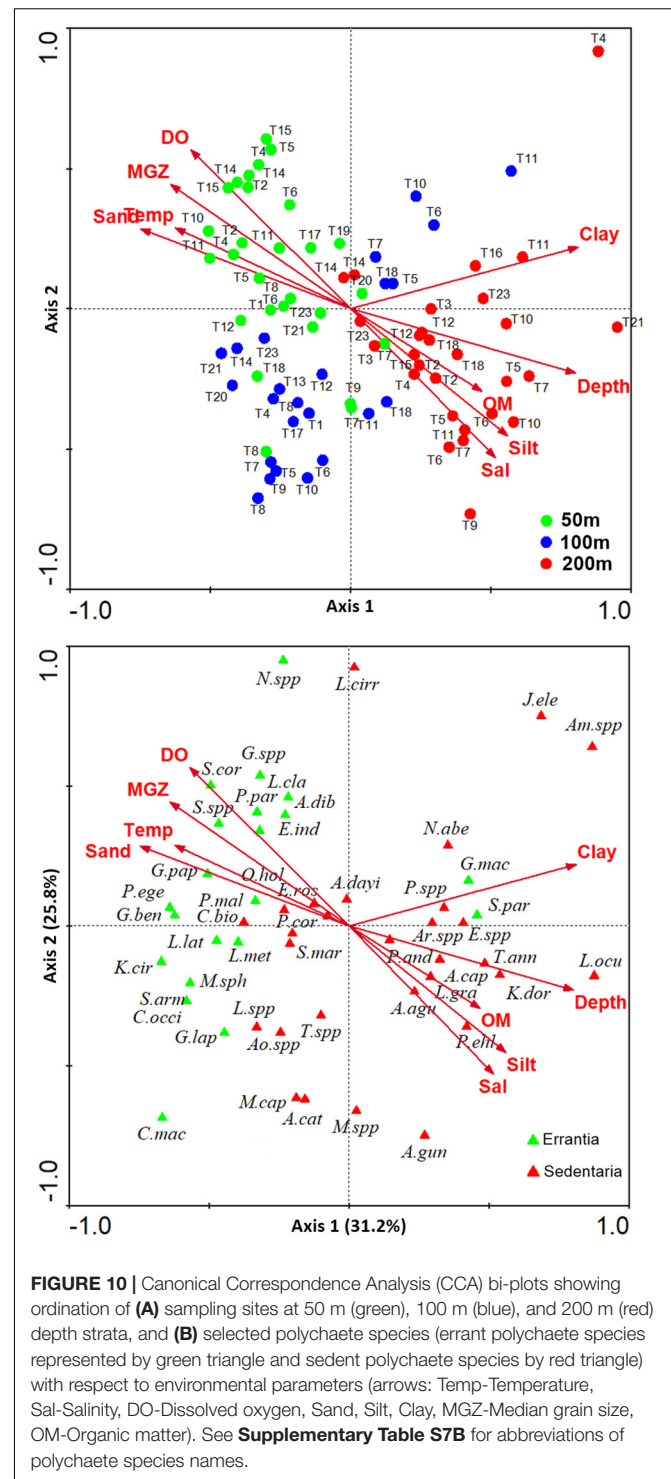 1.0
T4
DO
T15
T4
T5
MGZ
T14
T14
T15
T2
T6
T11
T10
T6
Sand
Temp
T10
T2
T11
T17
T19
T7
Clay
T4
T11
T14
T14
T18
T5
T16
T11
T5
T8
T20
T23
T1
T6
T23
T3
T12
T21
T23
T12
T10
T21
T21
T14
T23
T3
T7
T18
T18
T20
T18
T13
T12
T15
T2
T4
T2
T5
T7
Depth
OM
T4
T8
T9
T17
T1
T7
T11
T18
T5
T6
T10
T11
T7
Silt
T8
T7
T5
T6
T6
Sal
T9
T10
T8
T9
Axis 2
50m
100m
200m
-1.0
-1.0
Axis 1
1.0
1.0
N.spp
L.cirr
J.ele
Am.spp
DO
G.spp
S.cor
L.cla
MGZ
P.par
A.dib
S.spp
E.ind
Temp
Sand
N.abe
Clay
G.mac
G.pap
O.hol
E.ros
A.dayi
P.ege
P.mal
P.spp
S.par
G.ben
C.bio
P.cor
Ar.spp
E.spp
L.lat
L.met
S.mar
P.and
T.ann
L.ocu
K.cir
M.sph
A.cap
K.dor
Depth
S.arm
L.gra
C.occi
L.spp
A.agu
OM
G.lap
Ao.spp
T.spp
P.ehl
Silt
Sal
M.cap
A.cat
M.spp
C.mac
A.gun
Errantia
Sedentaria
Axis 2 (25.8%)
-1.0
-1.0
Axis 1 (31.2%)
1.0
FIGURE 10 | Canonical Correspondence Analysis (CCA) bi-plots showing
ordination of (A) sampling sites at 50 m (green), 100 m (blue), and 200 m (red)
depth strata, and (B) selected polychaete species (errant polychaete species
represented by green triangle and sedent polychaete species by red triangle)
with respect to environmental parameters (arrows: Temp-Temperature,
Sal-Salinity, DO-Dissolved oxygen, Sand, Silt, Clay, MGZ-Median grain size,
OM-Organic matter). See Supplementary Table S7B for abbreviations of
polychaete species names.